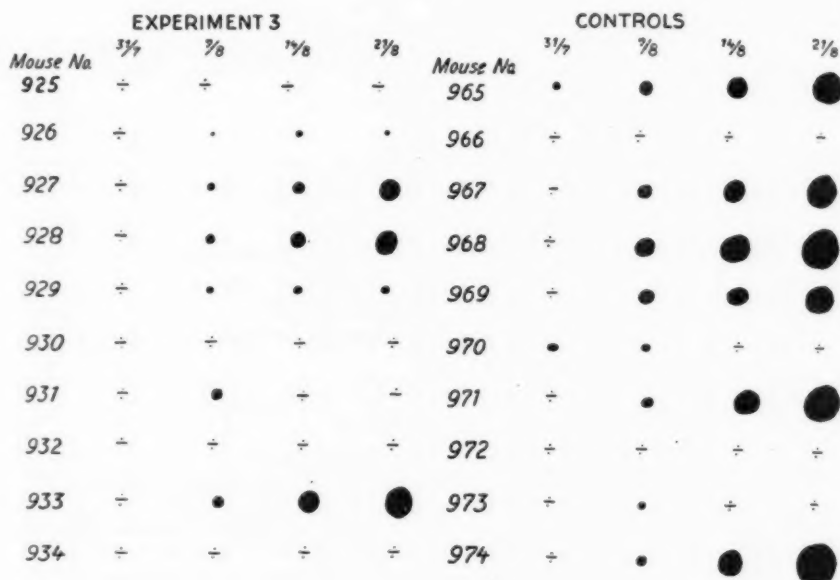 EXPERIMENT 3 CONTROLS
31/7 7/8 14/8 21/8 31/7 7/8 14/8 21/8
Mouse No. Mouse No.
925 ÷ ÷ ÷ ÷ 965
926 ÷ 966 ÷ ÷ ÷ ÷
927 ÷ 967 ÷
928 ÷ 968 ÷
929 ÷ 969 ÷
930 ÷ ÷ ÷ ÷ 970 ÷ ÷
931 ÷ ÷ ÷ 971 ÷
932 ÷ ÷ ÷ ÷ 972 ÷ ÷ ÷ ÷
933 ÷ 973 ÷ ÷ ÷
934 ÷ ÷ ÷ ÷ 974 ÷